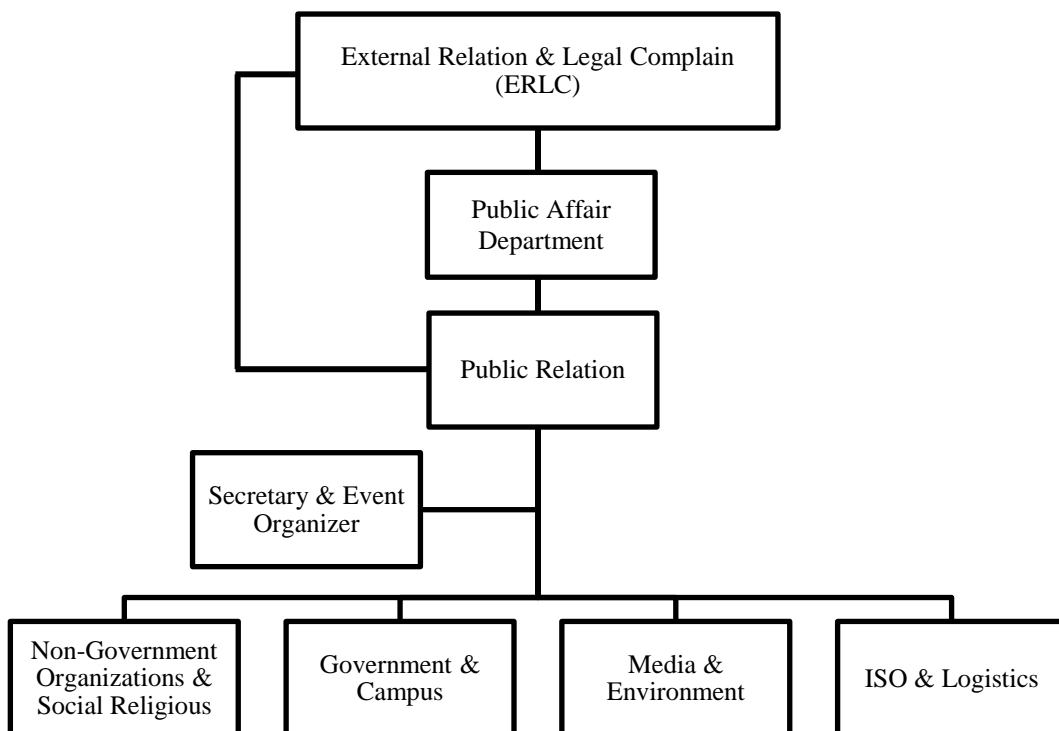 External Relation & Legal Complain
(ERLC)
Public Affair
Department
Public Relation
Secretary & Event
Organizer
Non-Government
Organizations &
Social Religious
Government &
Campus
Media &
Environment
ISO & Logistics